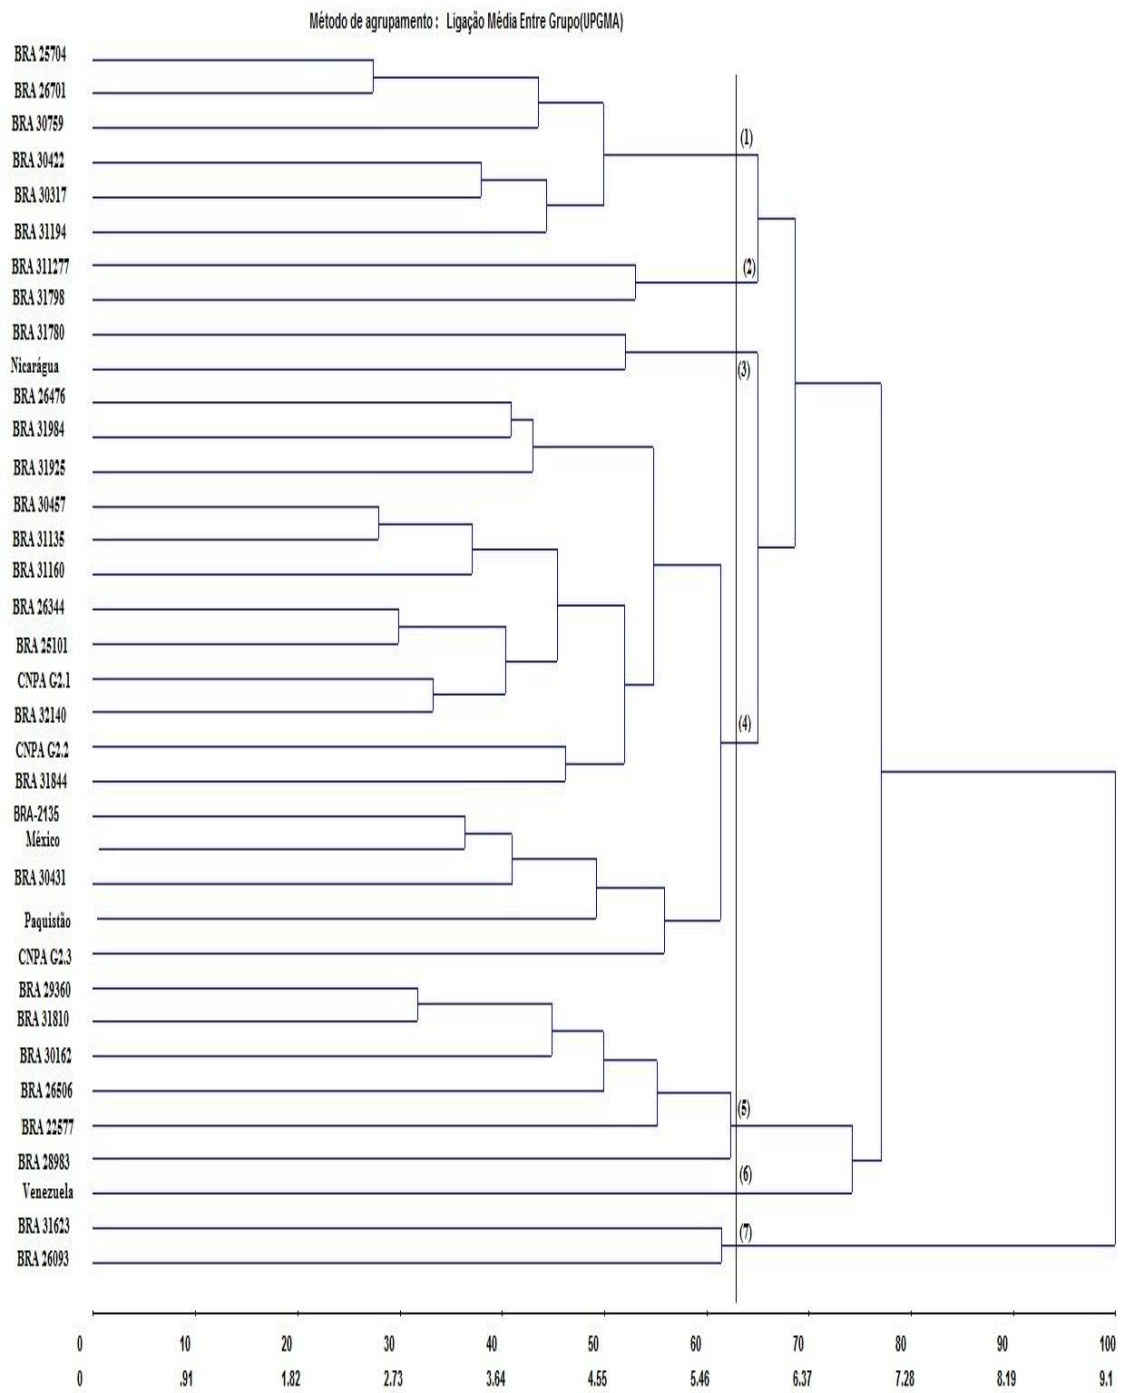 Método de agrupamento : Ligação Média Entre Grupo(UPGMA)
BRA 25704
BRA 26701
BRA 30759
(1)
BRA 30422
BRA 30317
BRA 31194
BRA 311277
(2)
BRA 31798
BRA 31780
Nicarágua
(3)
BRA 26476
BRA 31984
BRA 31925
BRA 30457
BRA 31135
BRA 31160
BRA 26344
BRA 25101
CNPA G2.1
BRA 32140
(4)
CNPA G2.2
BRA 31844
BRA-2135
México
BRA 30431
Paquistão
CNPA G2.3
BRA 29360
BRA 31810
BRA 30162
BRA 26506
(5)
BRA 22577
BRA 28983
(6)
Venezuela
BRA 31623
(7)
BRA 26093
0 10 20 30 40 50 60 70 80 90 100
0 .91 1.82 2.73 3.64 4.55 5.46 6.37 7.28 8.19 9.1